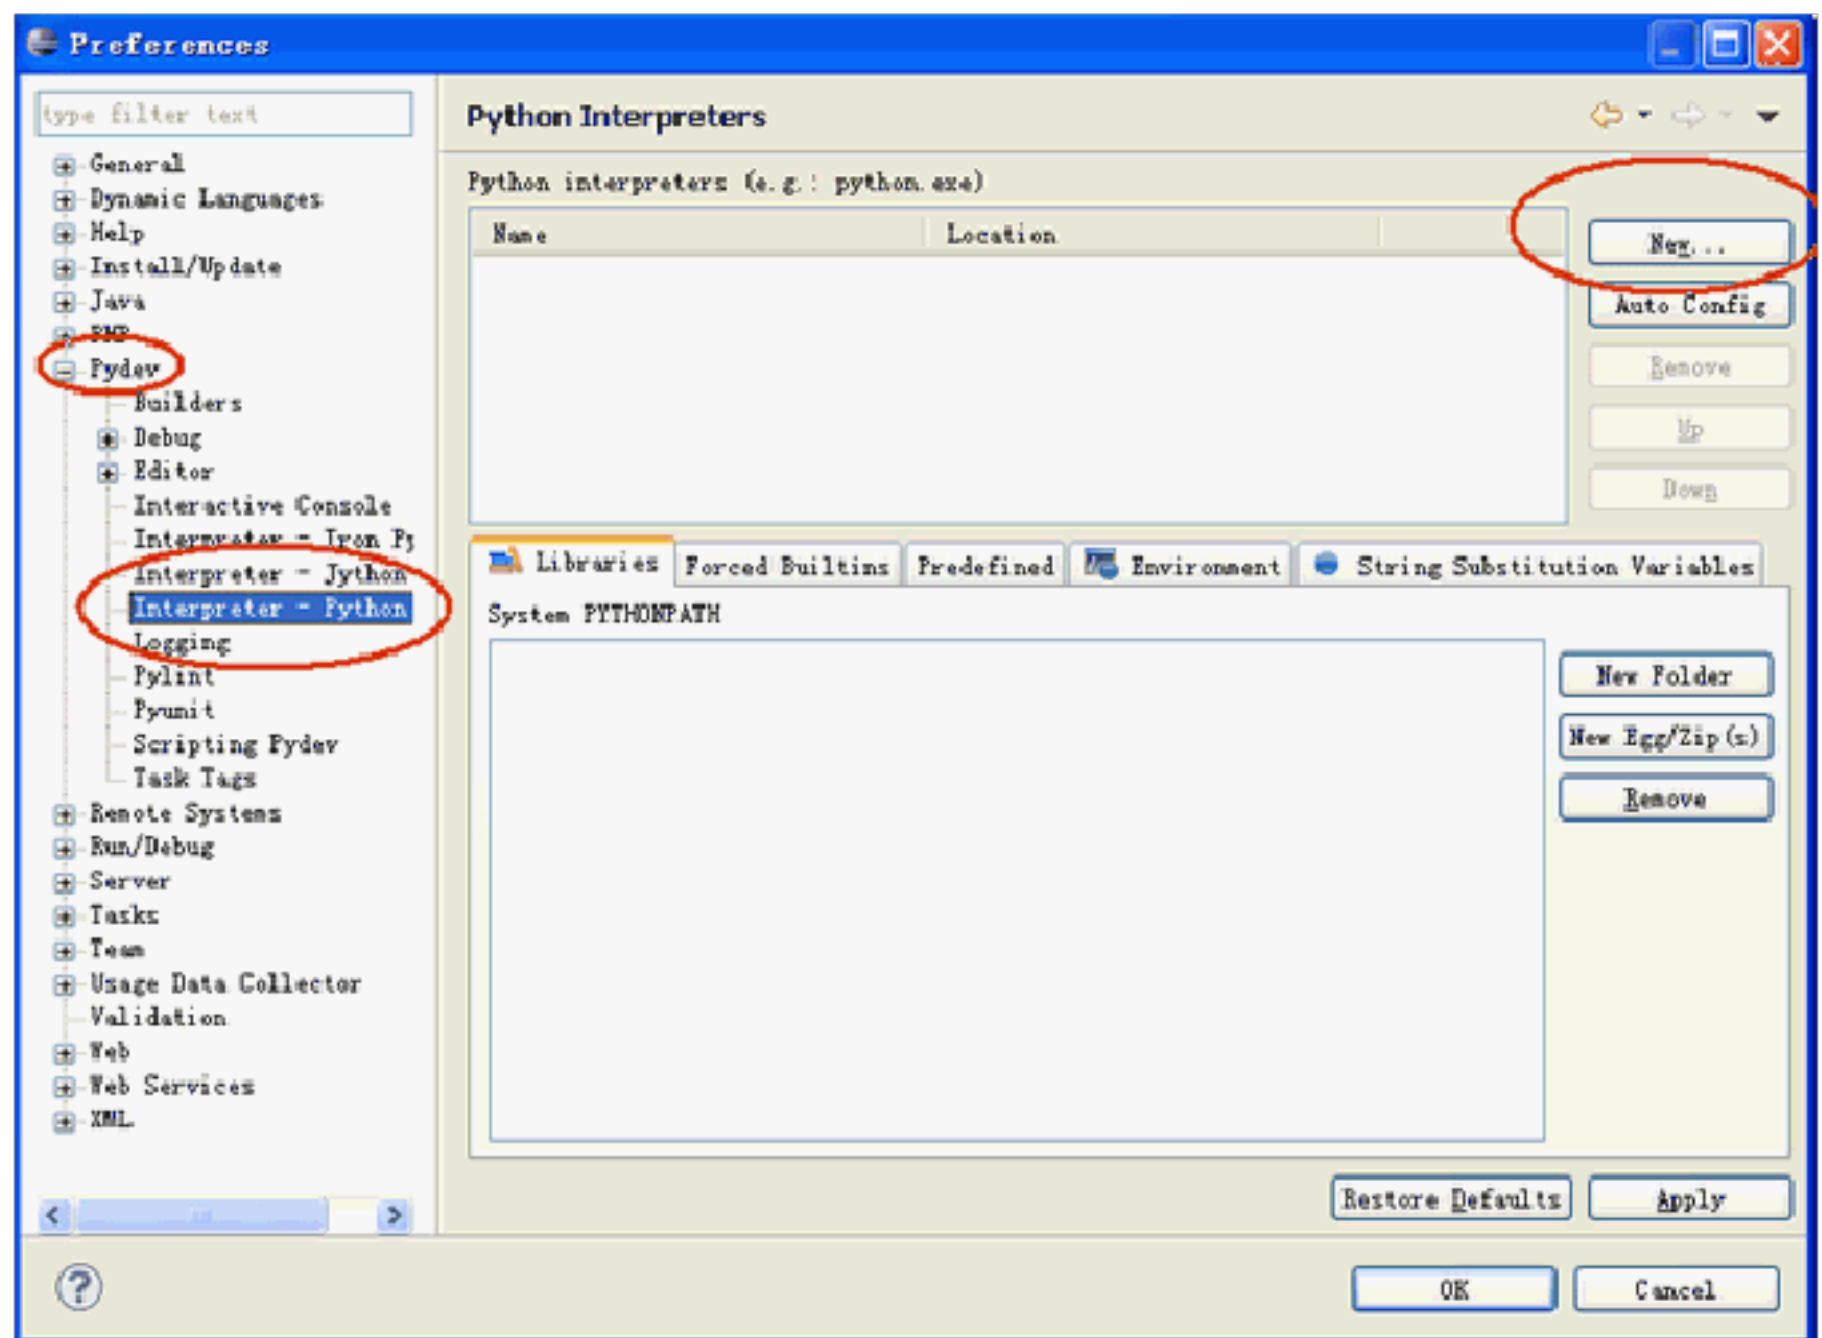 Preferences
type filter text
General
Dynamic Languages
Help
Install/Update
Java
PHP
Pydev
Builders
Debug
Editor
Interactive Console
Interpreter - Iron Py
Interpreter - Jython
Interpreter - Python
Logging
Pylint
Pyunit
Scripting Pydev
Task Tags
Remote Systems
Run/Debug
Server
Tasks
Team
Usage Data Collector
Validation
Web
Web Services
XML
Python Interpreters
Python interpreters (e.g.: python.exe)
Name Location
New...
Auto Config
Remove
Up
Down
Libraries Forced Builtins Predefined Environment String Substitution Variables
System PYTHONPATH
New Folder
New Egg/Zip(s)
Remove
Restore Defaults Apply
OK Cancel